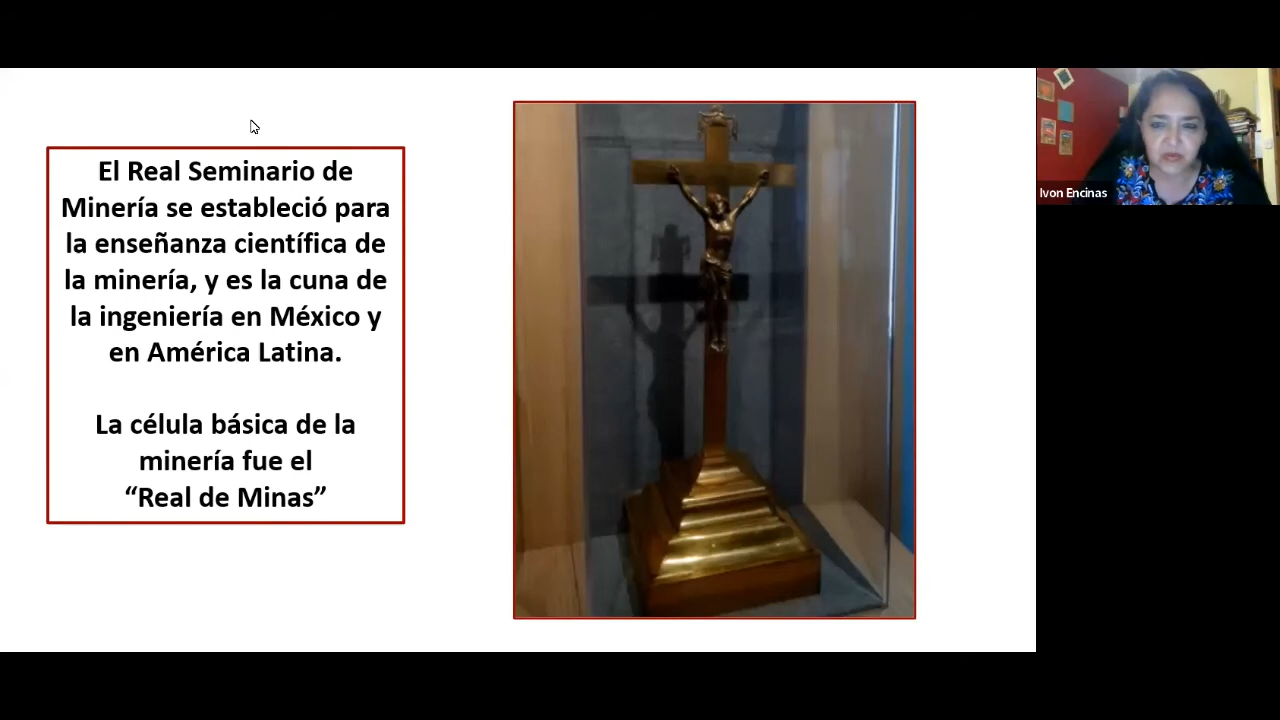 El Real Seminario de
Minería se estableció para
la enseñanza científica de
la minería, y es la cuna de
la ingeniería en México y
en América Latina.
La célula básica de la
minería fue el
“Real de Minas”
Ivon Encinas